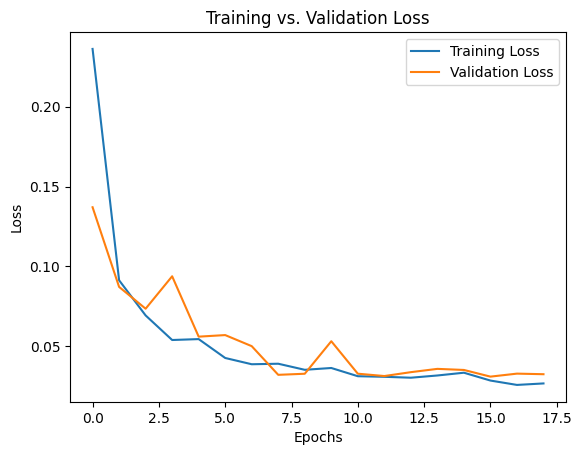 Training vs. Validation Loss
Training Loss
Validation Loss
0.20
0.15
0.10
0.05
Loss
0.0
2.5
5.0
7.5
10.0
12.5
15.0
17.5
Epochs